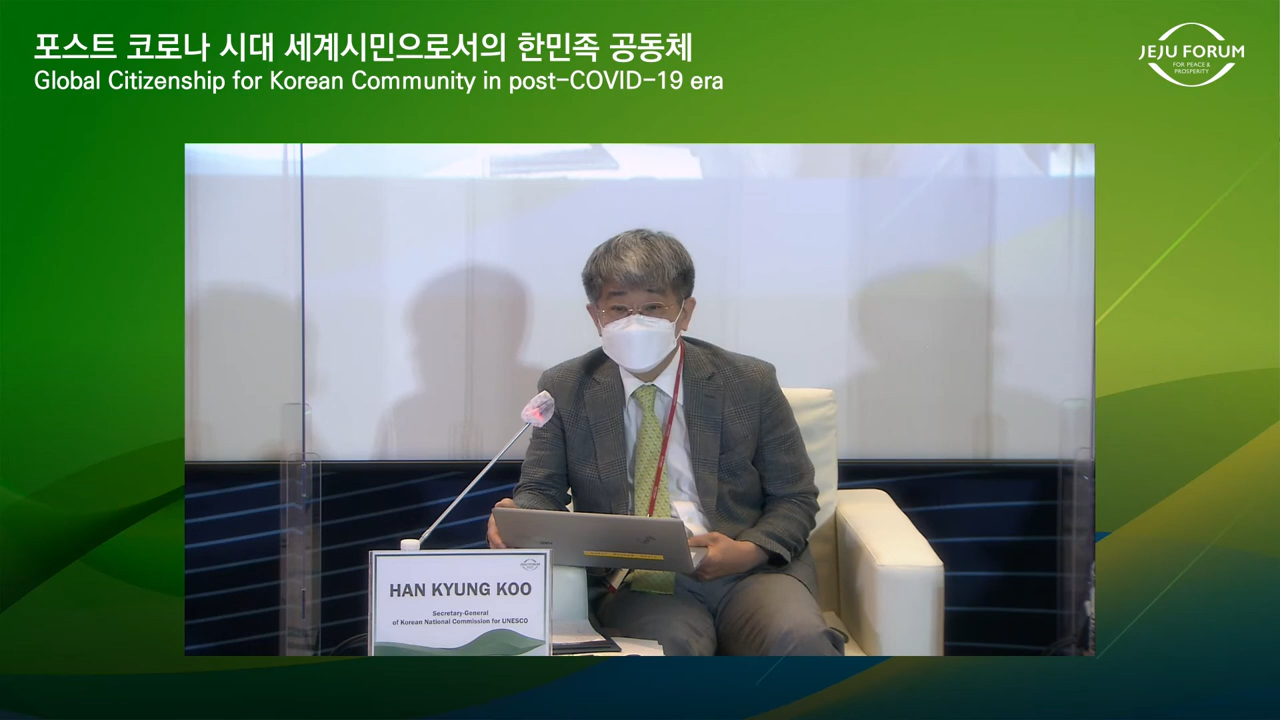 포스트 코로나 시대 세계시민으로서의 한민족 공동체
Global Citizenship for Korean Community in post-COVID-19 era
JEJU FORUM
FOR PEACE &
PROSPERITY
HAN KYUNG KOO
Secretary-General
of Korean National Commission for UNESCO